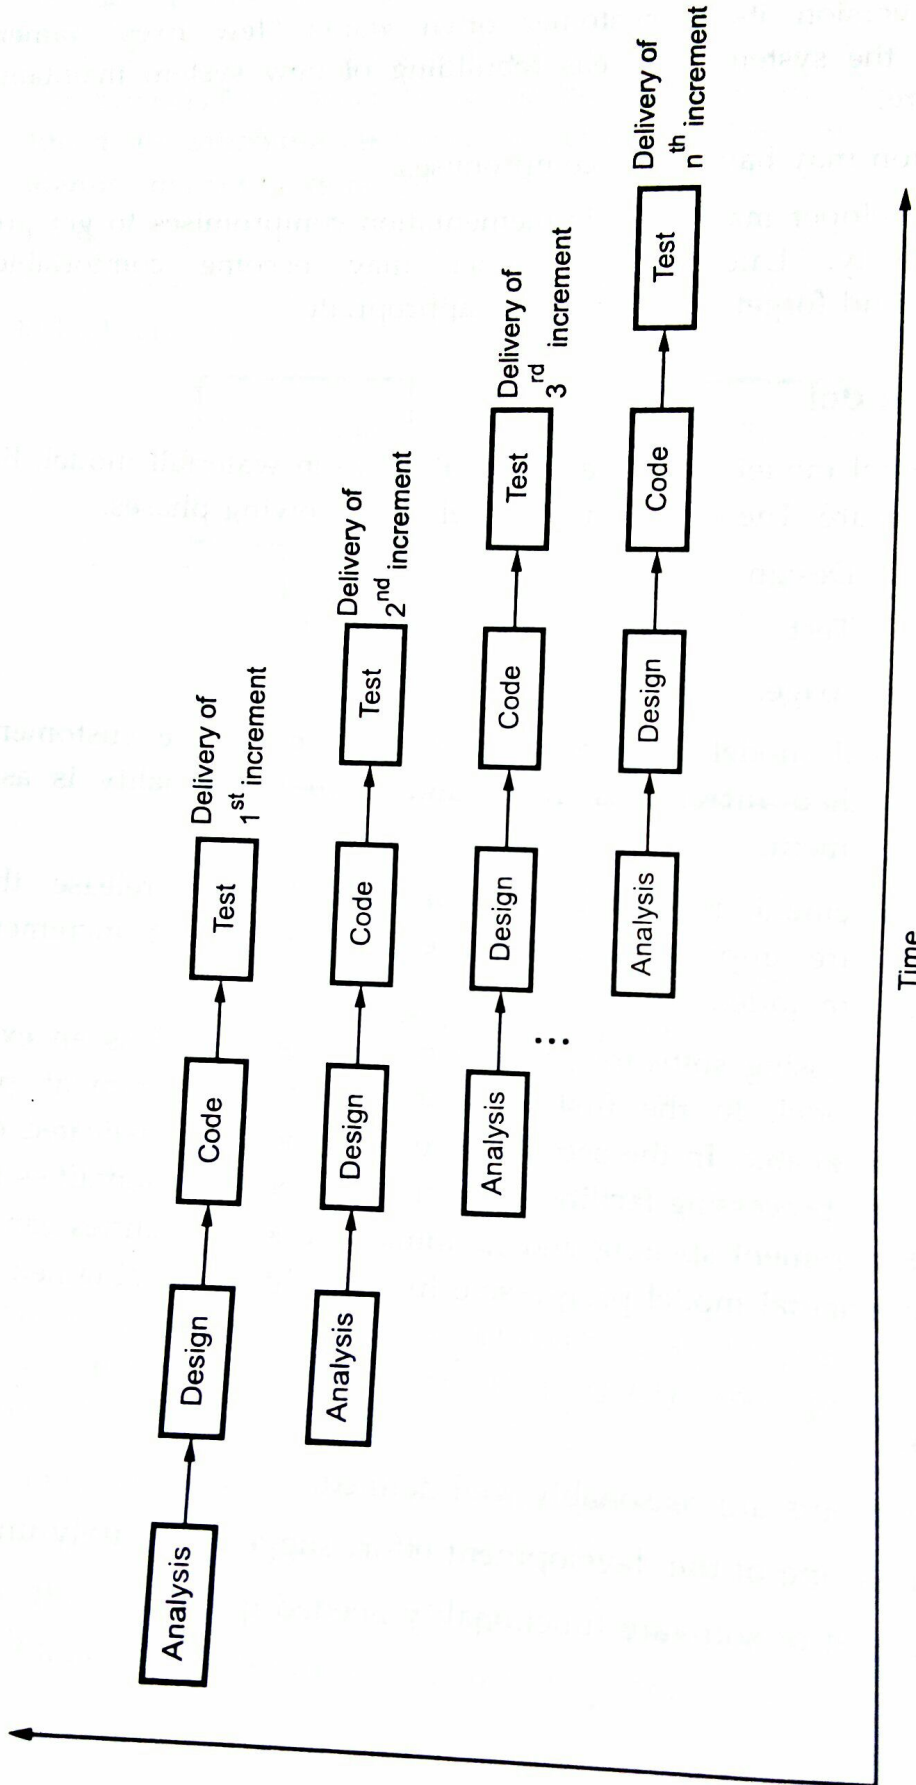 Analysis
Design
Code
Test
Delivery of
1st increment
Analysis
Design
Code
Test
Delivery of
2nd increment
Analysis
Design
Code
Test
Delivery of
3rd increment
...
Analysis
Design
Code
Test
Delivery of
nth increment
Time